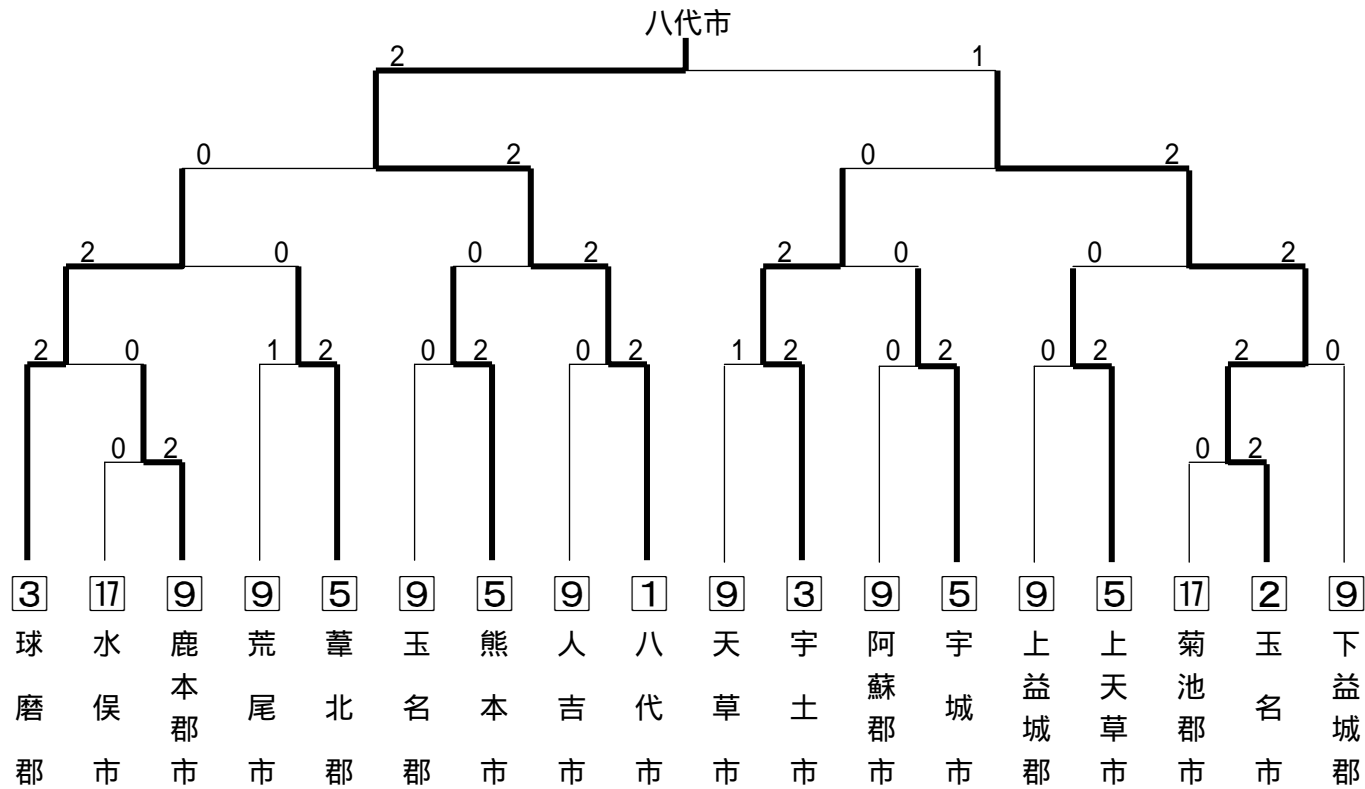 八代市
2 1
0 2 0 2
2 0 0 2 2 0 0 2
2 0 1 2 0 2 0 2 1 2 0 2 0 2 2 0
0 2 0 2
3 17 9 9 5 9 5 9 1 9 3 9 5 9 5 17 2 9
球磨郡
水俣市
鹿本郡市
荒尾市
葦北郡
玉名郡
熊本市
人吉市
八代市
天草市
宇土市
阿蘇郡市
宇城市
上益城郡
上天草市
菊池郡市
玉名市
下益城郡